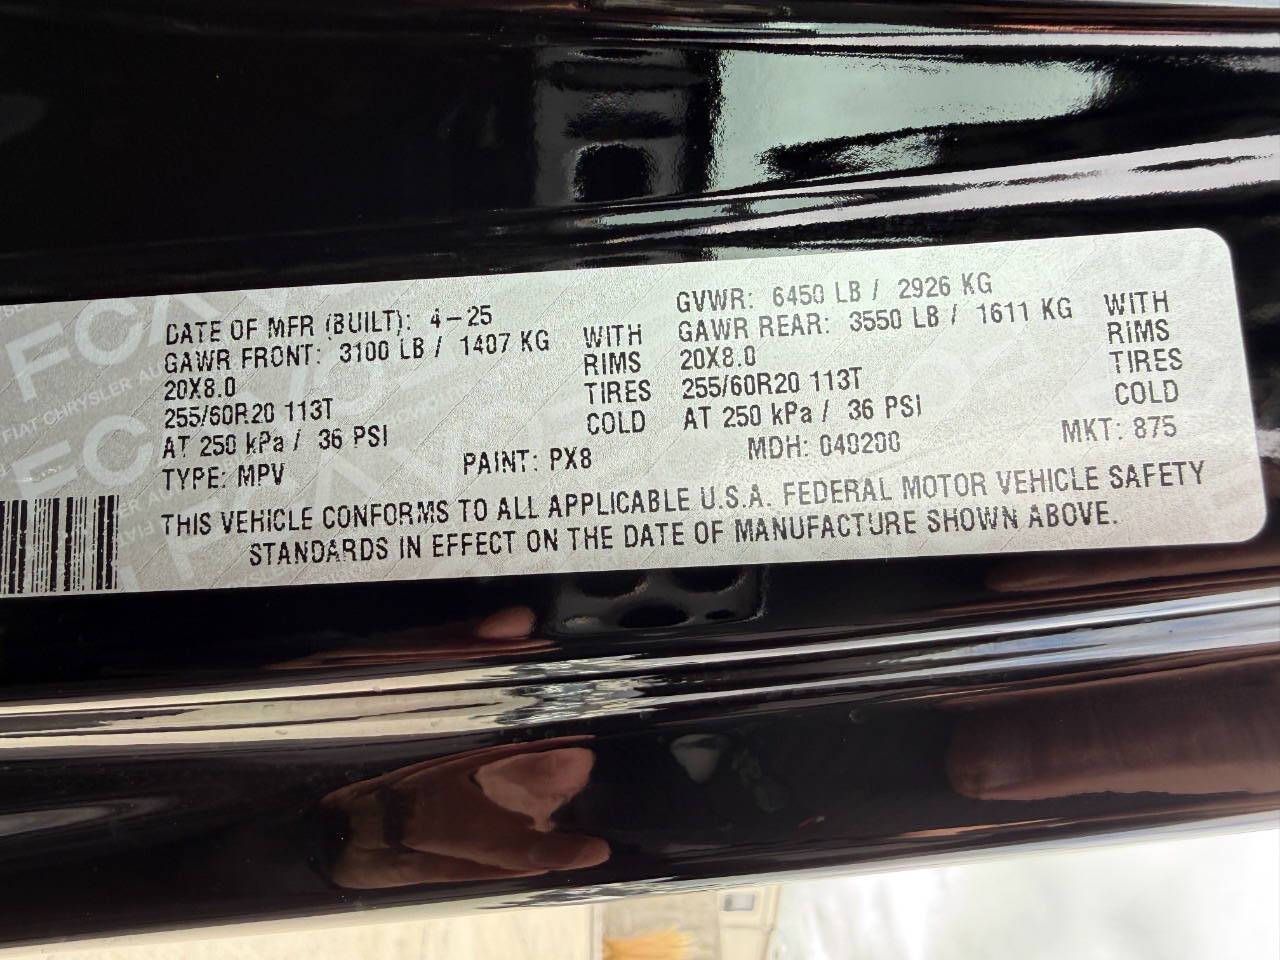 DATE OF MFR (BUILT): 4-25
GVWR: 6450 LB / 2926 KG
GAWR FRONT: 3100 LB / 1407 KG WITH
20X8.0 RIMS
255/60R20 113T TIRES
AT 250 kPa / 36 PSI COLD
GAWR REAR: 3550 LB / 1611 KG WITH
20X8.0 RIMS
255/60R20 113T TIRES
AT 250 kPa / 36 PSI COLD
TYPE: MPV PAINT: PX8 MDH: 040200 MKT: 875
THIS VEHICLE CONFORMS TO ALL APPLICABLE U.S.A. FEDERAL MOTOR VEHICLE SAFETY
STANDARDS IN EFFECT ON THE DATE OF MANUFACTURE SHOWN ABOVE.
FCA
FIAT CHRYSLER AU